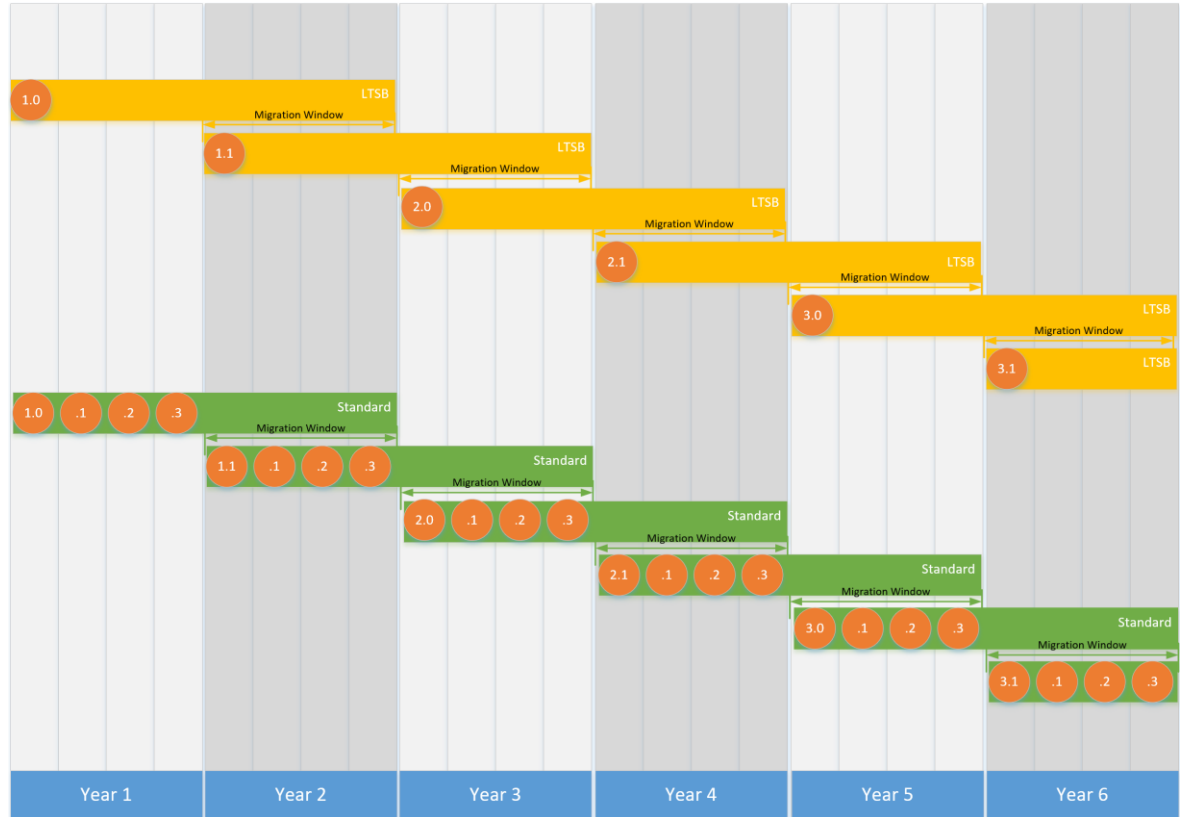 LTSB
1.0
Migration Window
LTSB
1.1
Migration Window
LTSB
2.0
Migration Window
LTSB
2.1
Migration Window
LTSB
3.0
Migration Window
LTSB
3.1
1.0 .1 .2 .3 Standard
Migration Window
1.1 .1 .2 .3 Standard
Migration Window
2.0 .1 .2 .3 Standard
Migration Window
2.1 .1 .2 .3 Standard
Migration Window
3.0 .1 .2 .3 Standard
Migration Window
3.1 .1 .2 .3
Year 1 Year 2 Year 3 Year 4 Year 5 Year 6